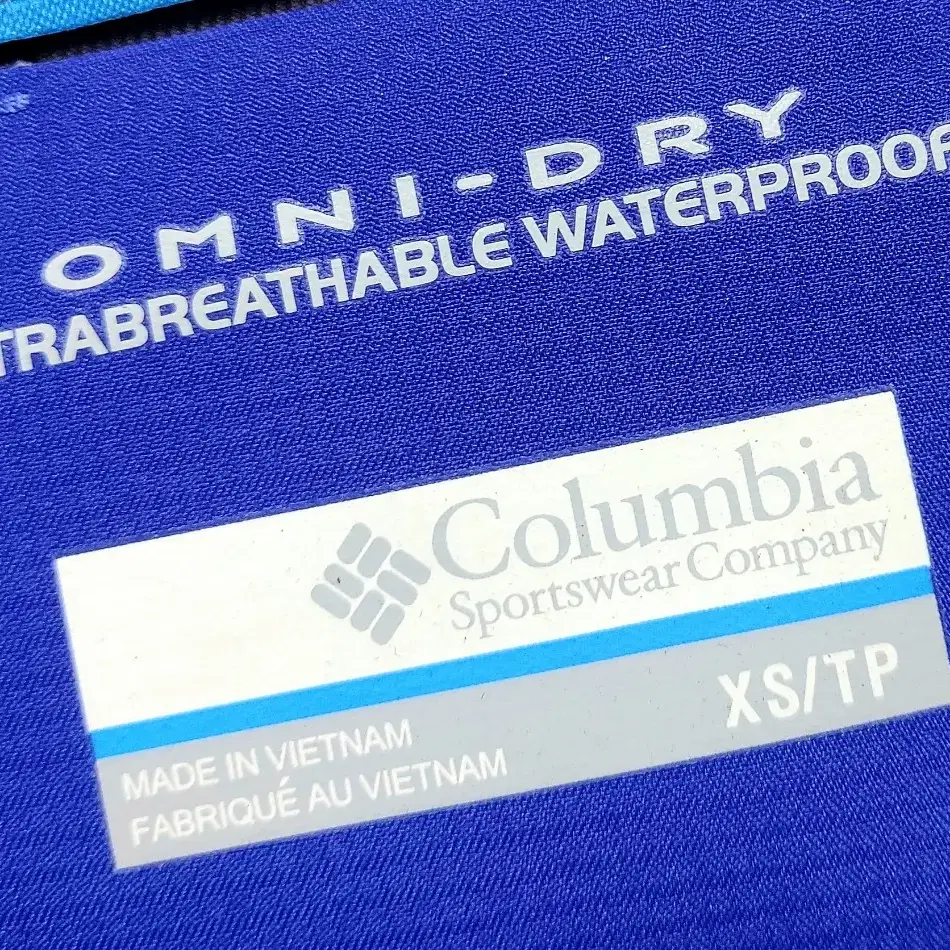 OMNI-DRY
TRABREATHABLE WATERPROOF
Columbia
Sportswear Company
XS/TP
MADE IN VIETNAM
FABRIQUÉ AU VIETNAM